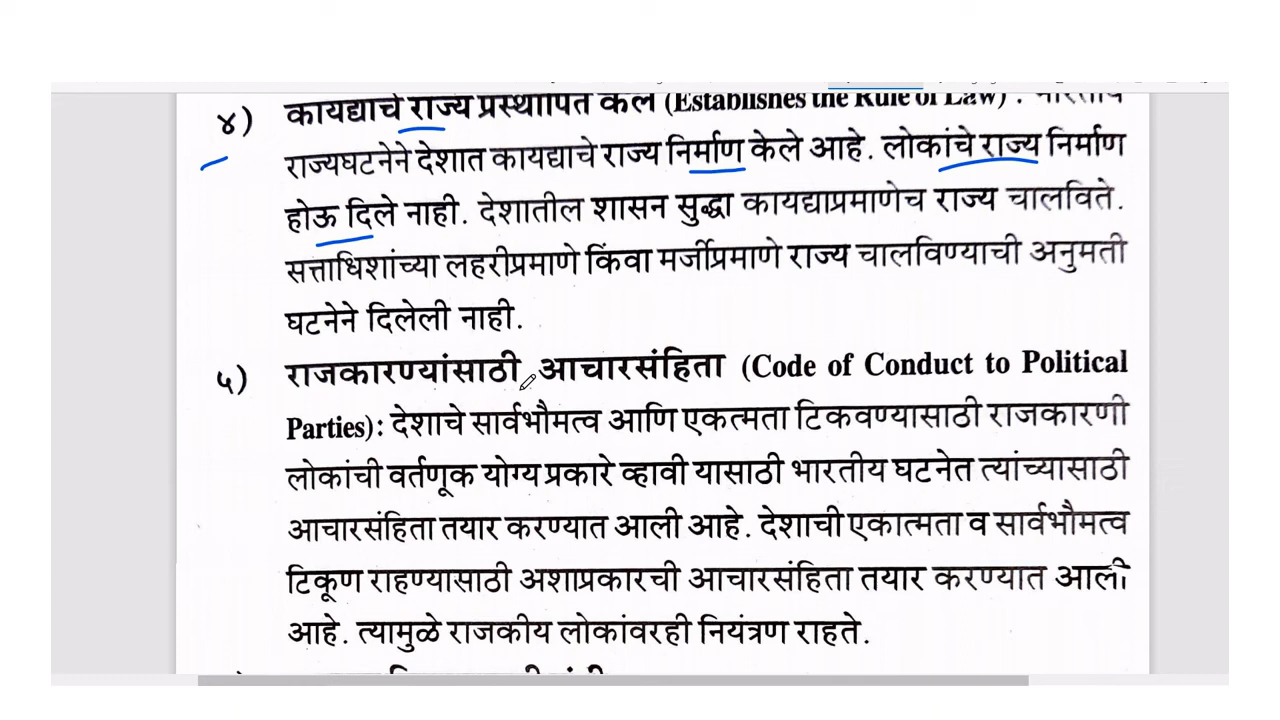 ४) कायद्याचे राज्य प्रस्थापित केले (Establishes the Rule of Law) : भारतीय
राज्यघटनेने देशात कायद्याचे राज्य निर्माण केले आहे. लोकांचे राज्य निर्माण
होऊ दिले नाही. देशातील शासन सुद्धा कायद्याप्रमाणेच राज्य चालविते.
सत्ताधिशांच्या लहरीप्रमाणे किंवा मर्जीप्रमाणे राज्य चालविण्याची अनुमती
घटनेने दिलेली नाही.
५) राजकारण्यांसाठी आचारसंहिता (Code of Conduct to Political
Parties): देशाचे सार्वभौमत्व आणि एकत्मता टिकवण्यासाठी राजकारणी
लोकांची वर्तणूक योग्य प्रकारे व्हावी यासाठी भारतीय घटनेत त्यांच्यासाठी
आचारसंहिता तयार करण्यात आली आहे. देशाची एकात्मता व सार्वभौमत्व
टिकूण राहण्यासाठी अशाप्रकारची आचारसंहिता तयार करण्यात आली
आहे. त्यामुळे राजकीय लोकांवरही नियंत्रण राहते.